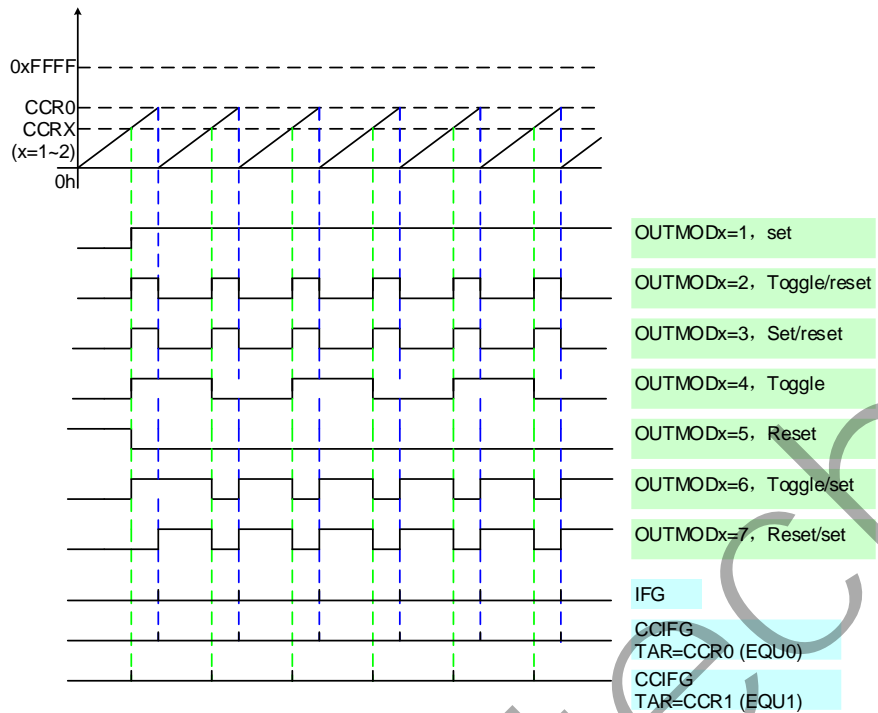 0xFFFF
CCR0
CCRX
(x=1~2)
0h
OUTMODx=1，set
OUTMODx=2，Toggle/reset
OUTMODx=3，Set/reset
OUTMODx=4，Toggle
OUTMODx=5，Reset
OUTMODx=6，Toggle/set
OUTMODx=7，Reset/set
IFG
CCIFG
TAR=CCR0 (EQU0)
CCIFG
TAR=CCR1 (EQU1)